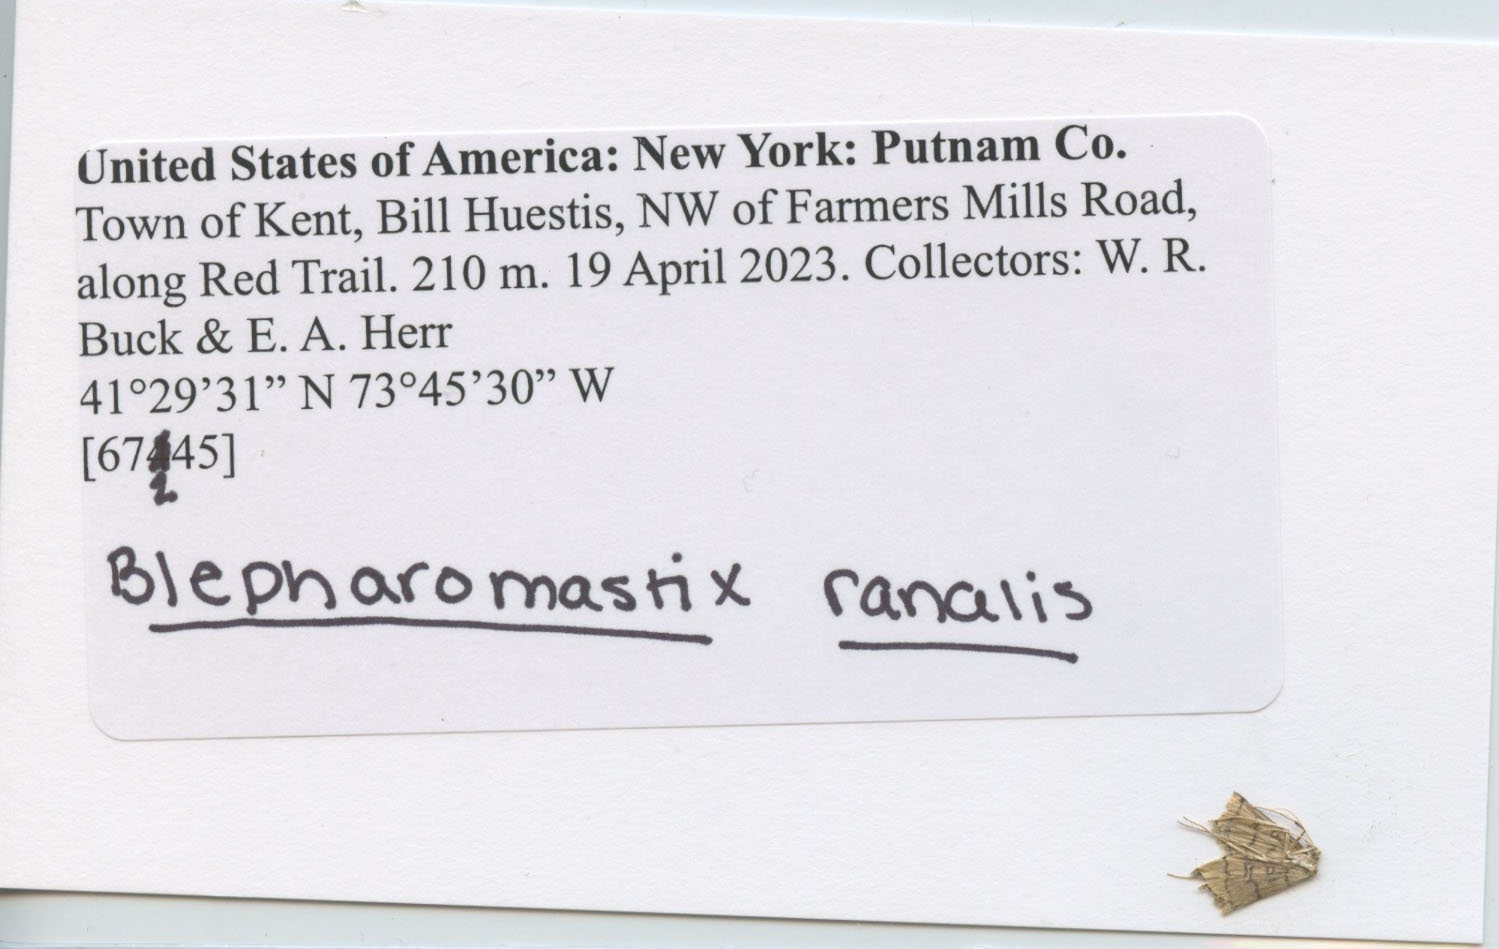 United States of America: New York: Putnam Co.
Town of Kent, Bill Huestis, NW of Farmers Mills Road,
along Red Trail. 210 m. 19 April 2023. Collectors: W. R.
Buck & E. A. Herr
41°29’31” N 73°45’30” W
[67245]
Blepharomastix ranalis